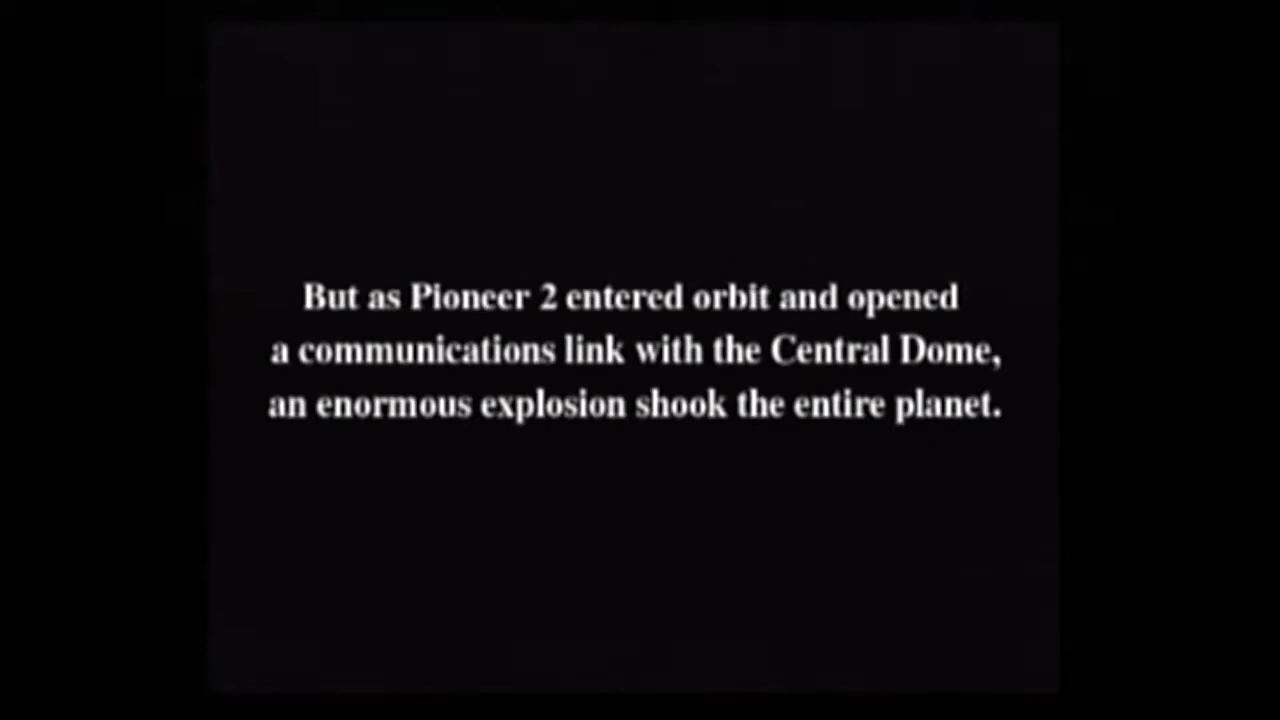 But as Pioneer 2 entered orbit and opened
a communications link with the Central Dome,
an enormous explosion shook the entire planet.